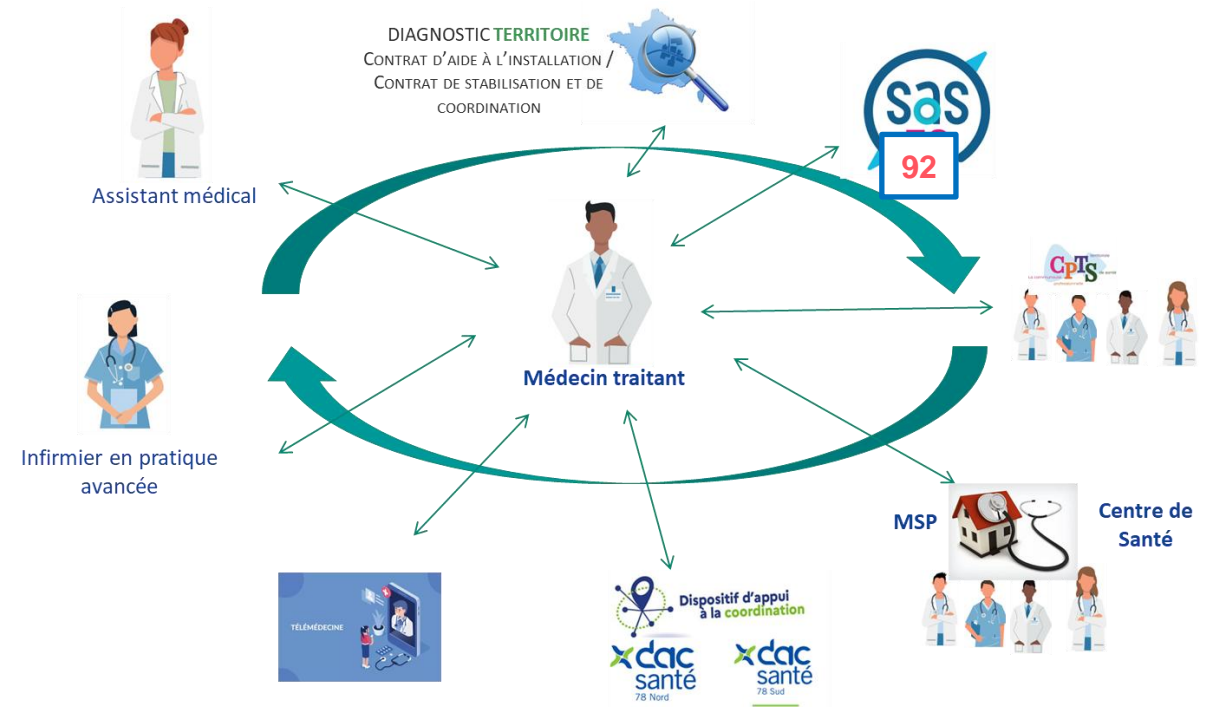 DIAGNOSTIC TERRITOIRE
CONTRAT D'AIDE À L'INSTALLATION /
CONTRAT DE STABILISATION ET DE
COORDINATION
sas
92
Assistant médical
CPTS
Médecin traitant
Infirmier en pratique
avancée
MSP
Centre de
Santé
TÉLÉMÉDECINE
Dispositif d'appui
à la coordination
dac
santé
78 Nord
dac
santé
78 Sud